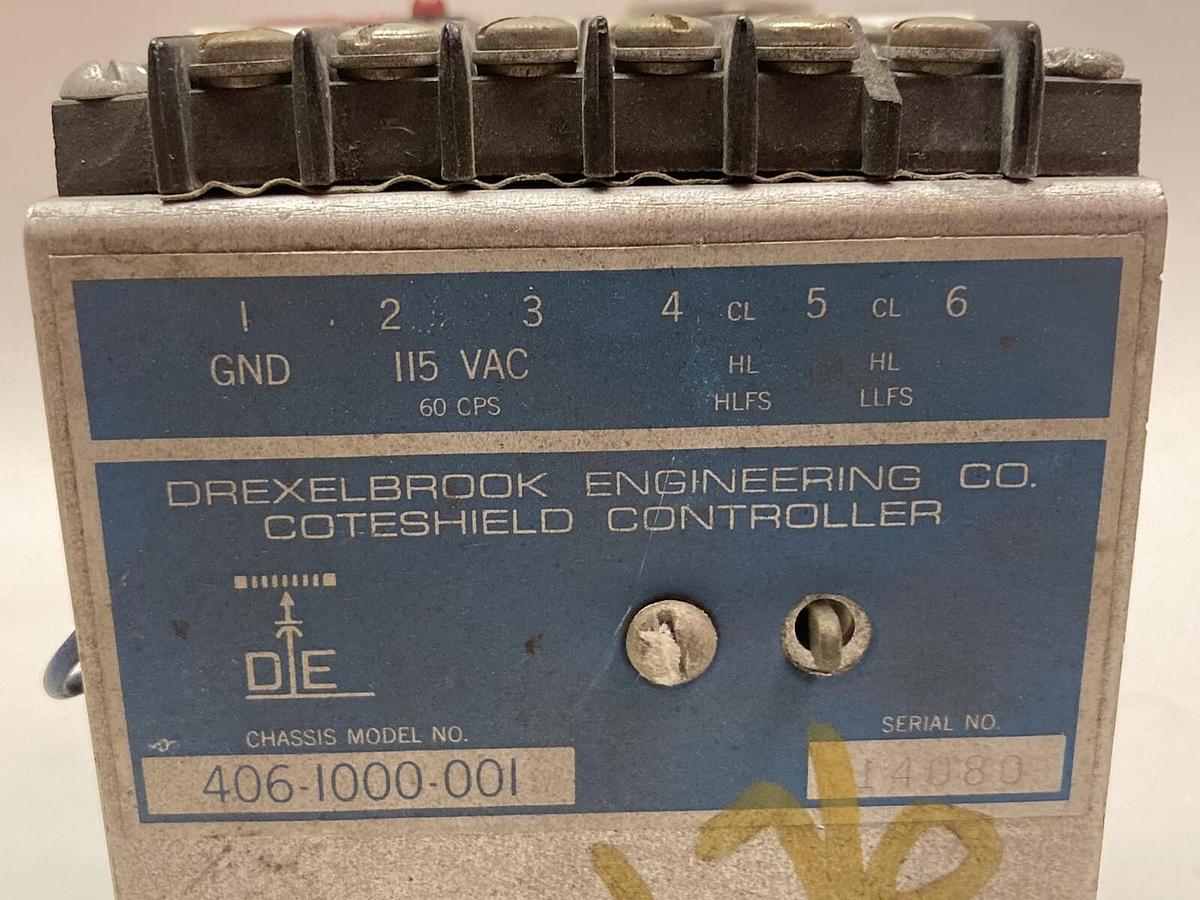 1 2 3 4 CL 5 CL 6
GND 115 VAC HL HL
60 CPS HLFS LLFS
DREXELBROOK ENGINEERING CO.
COTESHIELD CONTROLLER
DE
CHASSIS MODEL NO. SERIAL NO.
406-1000-001 14080